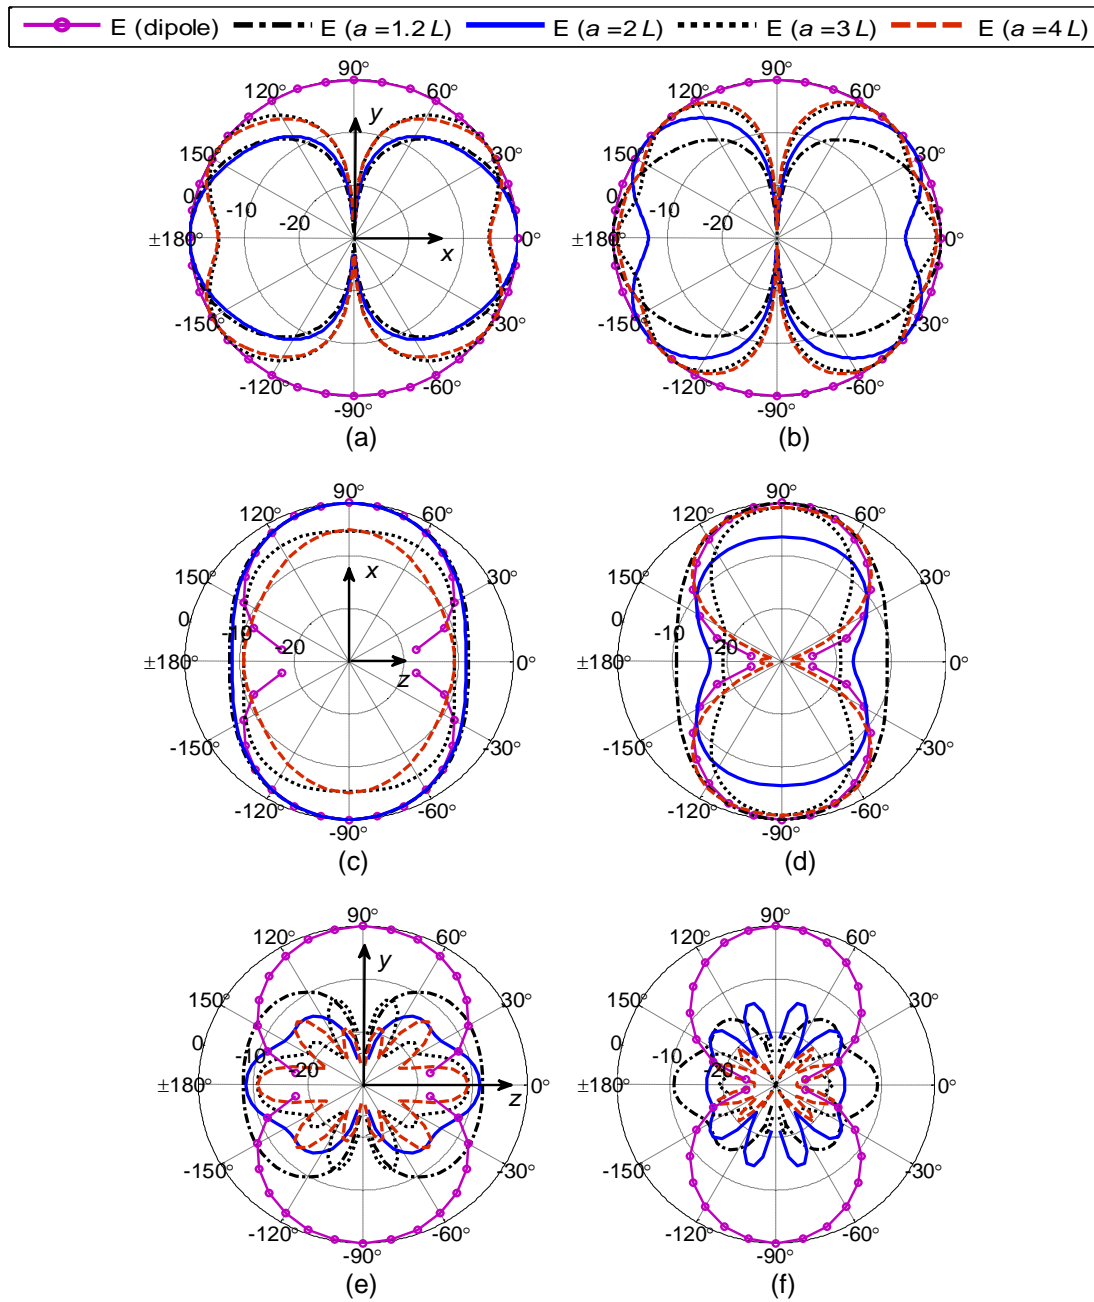 E (dipole) E (a =1.2 L) E (a =2 L) E (a =3 L) E (a =4 L)
90° 90°
120° 60° 120° 60°
y
150° 30° 150° 30°
0 -10 -20 0 -10 -20
±180° x 0° ±180° 0°
-150° -30° -150° -30°
-120° -60° -120° -60°
-90° -90°
(a) (b)
90° 90°
120° 60° 120° 60°
x
150° 30° 150° 30°
0 -10 -20 0 -10 -20
±180° z 0° ±180° 0°
-150° -30° -150° -30°
-120° -60° -120° -60°
-90° -90°
(c) (d)
90° 90°
120° 60° 120° 60°
y
150° 30° 150° 30°
0 -10 -20 0 -10 -20
±180° z 0° ±180° 0°
-150° -30° -150° -30°
-120° -60° -120° -60°
-90° -90°
(e) (f)